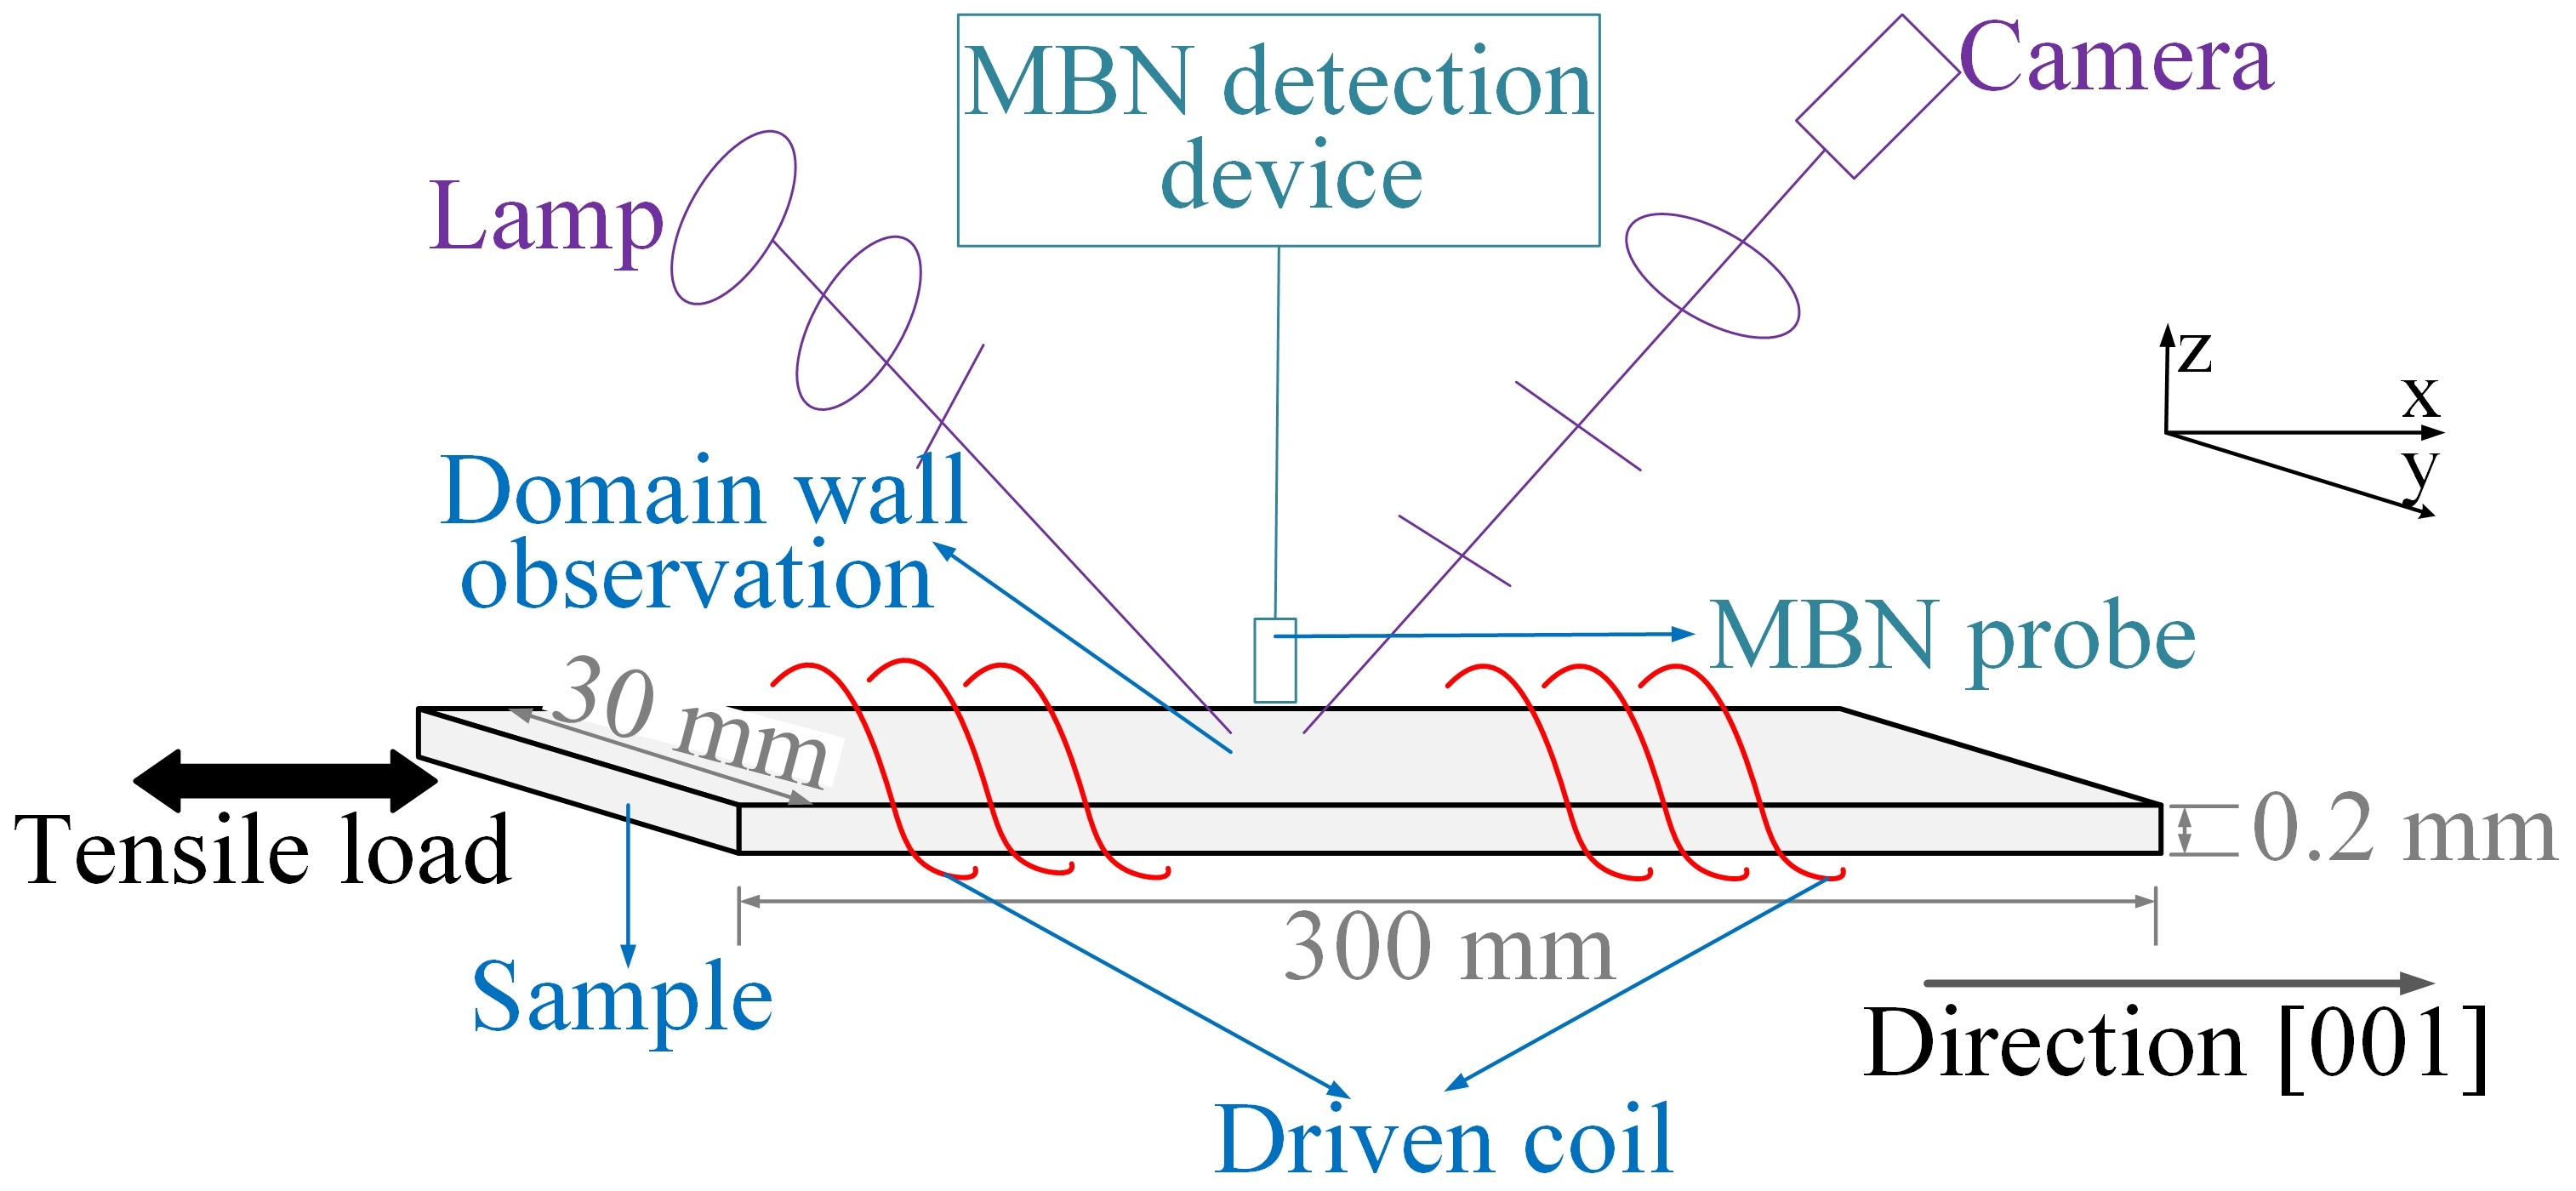 MBN detection
device
Camera
Lamp
z
x
y
Domain wall
observation
MBN probe
30 mm
Tensile load
0.2 mm
300 mm
Sample
Direction [001]
Driven coil